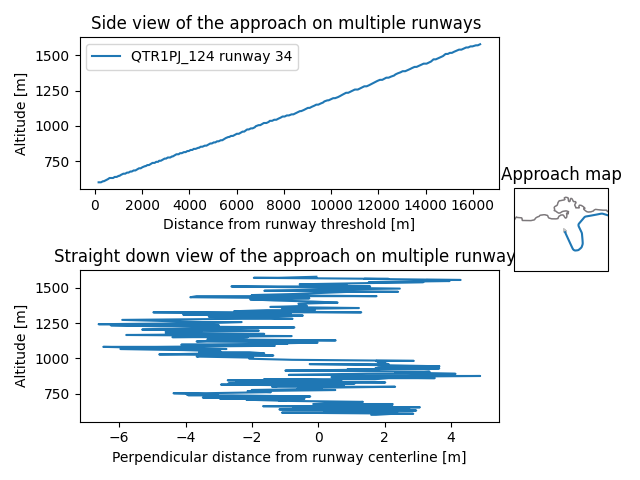 Side view of the approach on multiple runways
Altitude [m]
1500
1250
1000
750
QTR1PJ_124 runway 34
0 2000 4000 6000 8000 10000 12000 14000 16000
Distance from runway threshold [m]
Approach map
Straight down view of the approach on multiple runway
Altitude [m]
1500
1250
1000
750
−6 −4 −2 0 2 4
Perpendicular distance from runway centerline [m]